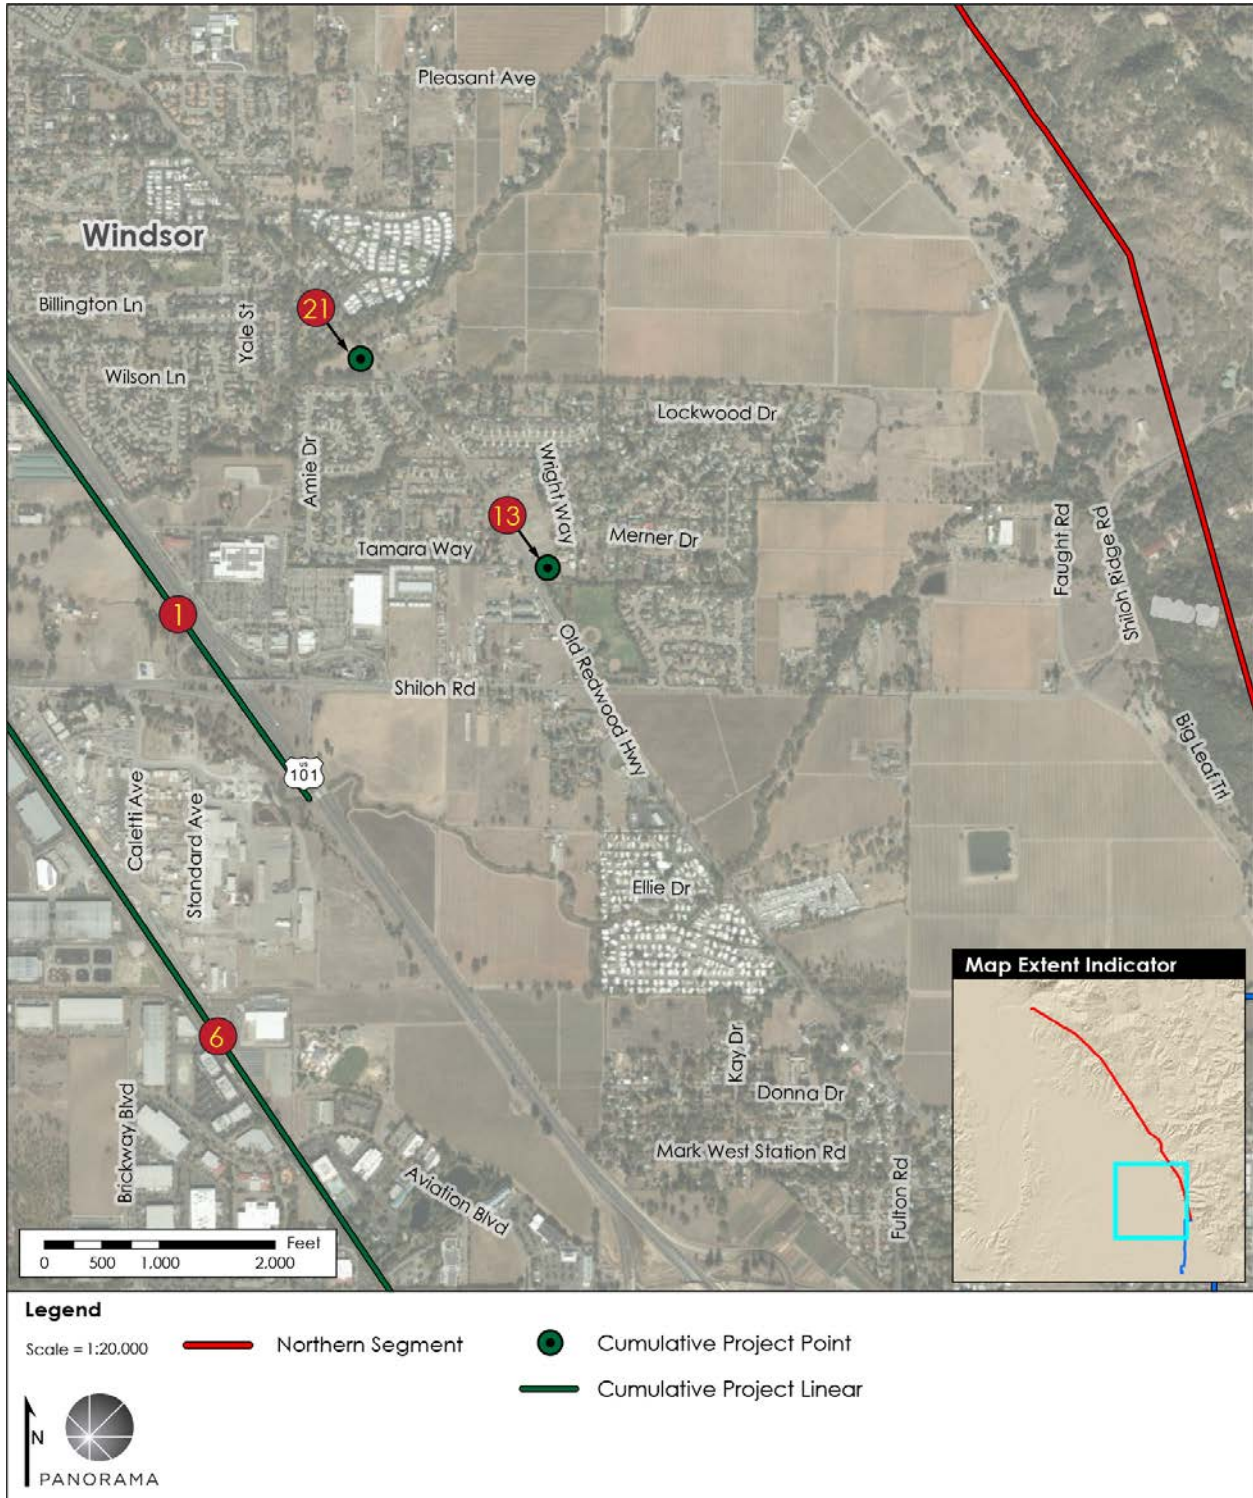 Pleasant Ave
Windsor
Billington Ln
Yale St
21
Wilson Ln
Lockwood Dr
Amie Dr
Wright Way
13
Merner Dr
Tamara Way
Faught Rd
Shiloh Ridge Rd
1
Old Redwood Hwy
Shiloh Rd
Big Leaf Trl
US
101
Caletti Ave
Standard Ave
Ellie Dr
Map Extent Indicator
6
Kay Dr
Donna Dr
Brickway Blvd
Mark West Station Rd
Aviation Blvd
Fulton Rd
Feet
0 500 1,000 2,000
Legend
Scale = 1:20,000
Northern Segment
Cumulative Project Point
Cumulative Project Linear
N
PANORAMA